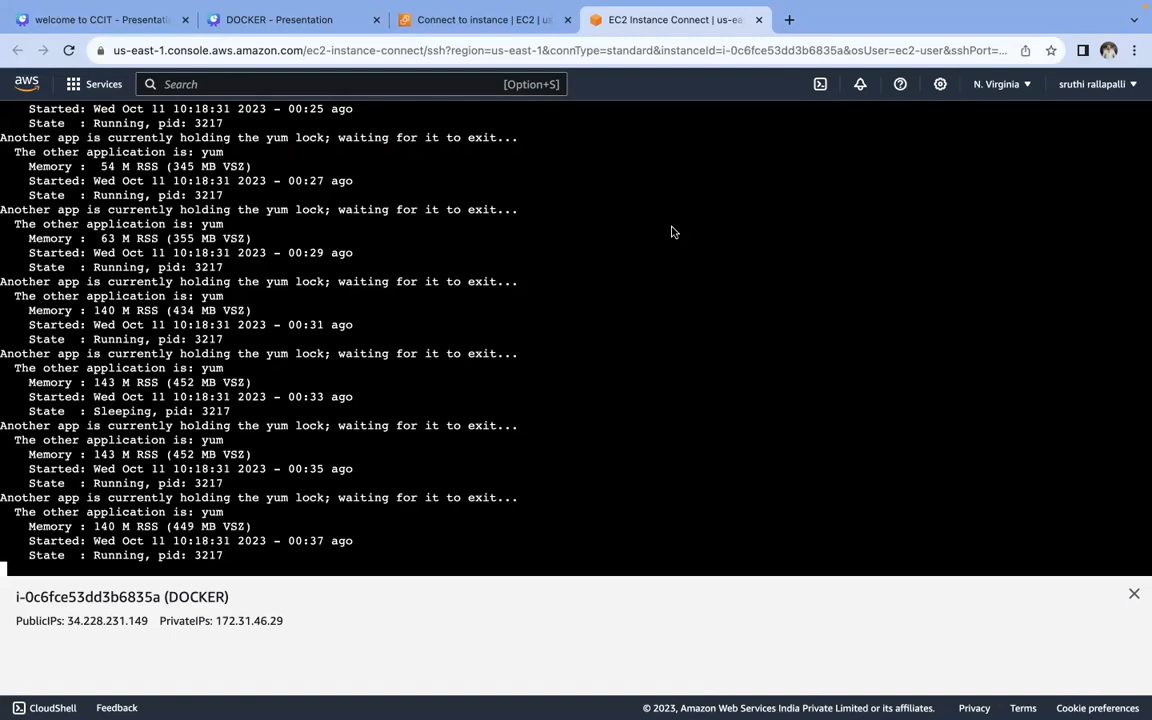 welcome to CCIT - Presentati
DOCKER - Presentation
Connect to instance | EC2 | us
EC2 Instance Connect | us-ea
us-east-1.console.aws.amazon.com/ec2-instance-connect/ssh?region=us-east-1&connType=standard&instanceId=i-0c6fce53dd3b6835a&osUser=ec2-user&sshPort=...
aws
Services
Search
[Option+S]
N. Virginia
sruthi rallapalli
Started: Wed Oct 11 10:18:31 2023 - 00:25 ago
State  : Running, pid: 3217
Another app is currently holding the yum lock; waiting for it to exit...
The other application is: yum
Memory :  54 M RSS (345 MB VSZ)
Started: Wed Oct 11 10:18:31 2023 - 00:27 ago
State  : Running, pid: 3217
Another app is currently holding the yum lock; waiting for it to exit...
The other application is: yum
Memory :  63 M RSS (355 MB VSZ)
Started: Wed Oct 11 10:18:31 2023 - 00:29 ago
State  : Running, pid: 3217
Another app is currently holding the yum lock; waiting for it to exit...
The other application is: yum
Memory : 140 M RSS (434 MB VSZ)
Started: Wed Oct 11 10:18:31 2023 - 00:31 ago
State  : Running, pid: 3217
Another app is currently holding the yum lock; waiting for it to exit...
The other application is: yum
Memory : 143 M RSS (452 MB VSZ)
Started: Wed Oct 11 10:18:31 2023 - 00:33 ago
State  : Sleeping, pid: 3217
Another app is currently holding the yum lock; waiting for it to exit...
The other application is: yum
Memory : 143 M RSS (452 MB VSZ)
Started: Wed Oct 11 10:18:31 2023 - 00:35 ago
State  : Running, pid: 3217
Another app is currently holding the yum lock; waiting for it to exit...
The other application is: yum
Memory : 140 M RSS (449 MB VSZ)
Started: Wed Oct 11 10:18:31 2023 - 00:37 ago
State  : Running, pid: 3217
i-0c6fce53dd3b6835a (DOCKER)
PublicIPs: 34.228.231.149 PrivateIPs: 172.31.46.29
CloudShell
Feedback
© 2023, Amazon Web Services India Private Limited or its affiliates.
Privacy
Terms
Cookie preferences